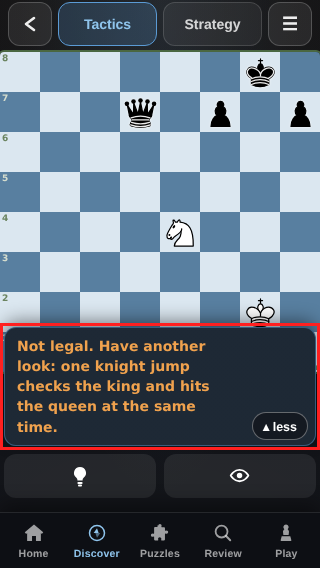 Tactics
Strategy
8
7
6
5
4
3
2
Not legal. Have another
look: one knight jump
checks the king and hits
the queen at the same
time.
▲less
Home
Discover
Puzzles
Review
Play